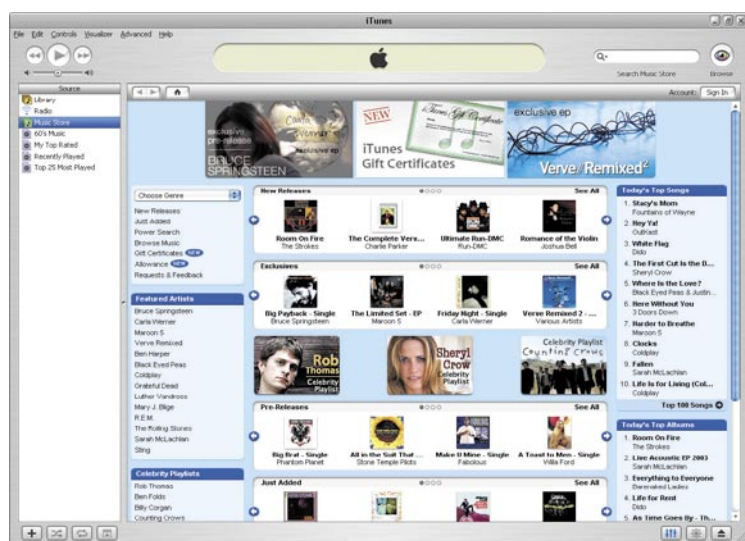 iTunes
File Edit Controls Visualizer Advanced Help
Search Music Store
Browse
Source
Library
Radio
Music Store
60's Music
My Top Rated
Recently Played
Top 25 Most Played
Account: Sign In
exclusive
pre-release
BRUCE
SPRINGSTEEN
exclusive ep
NEW
iTunes Gift Certificate
iTunes
Gift Certificates
exclusive ep
Verve//Remixed²
Choose Genre
New Releases
Just Added
Power Search
Browse Music
Gift Certificates NEW
Allowance NEW
Requests & Feedback
Featured Artists
Bruce Springsteen
Carla Werner
Maroon 5
Verve Remixed
Ben Harper
Black Eyed Peas
Coldplay
Grateful Dead
Luther Vandross
Mary J. Blige
R.E.M.
The Rolling Stones
Sarah McLachlan
Sting
Celebrity Playlists
Rob Thomas
Ben Folds
Billy Corgan
Counting Crows
New Releases See All
Room On Fire
The Strokes
The Complete Verv...
Charlie Parker
Ultimate Run-DMC
Run-DMC
Romance of the Violin
Joshua Bell
Exclusives See All
Big Payback - Single
Bruce Springsteen
The Limited Set - EP
Maroon 5
Friday Night - Single
Carla Werner
Verve Remixed 2 - ...
Various Artists
Rob
Thomas
Celebrity
Playlist
Sheryl
Crow
Celebrity
Playlist
Celebrity Playlist
Counting Crows
Pre-Releases See All
Big Brat - Single
Phantom Planet
All in the Suit That ...
Stone Temple Pilots
Make U Mine - Single
Fabolous
A Toast to Men - Single
Willa Ford
Just Added See All
Today's Top Songs
1. Stacy's Mom
Fountains of Wayne
2. Hey Ya!
OutKast
3. White Flag
Dido
4. The First Cut Is the D...
Sheryl Crow
5. Where Is the Love?
Black Eyed Peas & Justin...
6. Here Without You
3 Doors Down
7. Harder to Breathe
Maroon 5
8. Clocks
Coldplay
9. Fallen
Sarah McLachlan
10. Life Is for Living (Col...
Coldplay
Top 100 Songs
Today's Top Albums
1. Room On Fire
The Strokes
2. Live Acoustic EP 2003
Sarah McLachlan
3. Everything to Everyone
Barenaked Ladies
4. Life for Rent
Dido
5. As Time Goes By - Th...